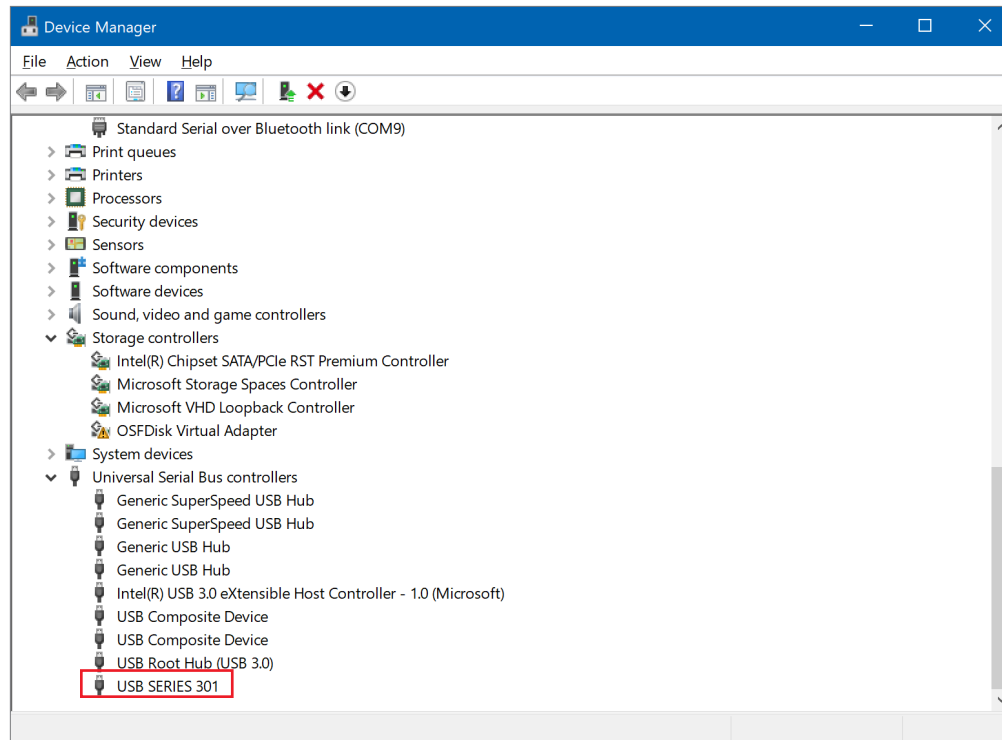 Device Manager
File Action View Help
Standard Serial over Bluetooth link (COM9)
Print queues
Printers
Processors
Security devices
Sensors
Software components
Software devices
Sound, video and game controllers
Storage controllers
Intel(R) Chipset SATA/PCIe RST Premium Controller
Microsoft Storage Spaces Controller
Microsoft VHD Loopback Controller
OSFDisk Virtual Adapter
System devices
Universal Serial Bus controllers
Generic SuperSpeed USB Hub
Generic SuperSpeed USB Hub
Generic USB Hub
Generic USB Hub
Intel(R) USB 3.0 eXtensible Host Controller - 1.0 (Microsoft)
USB Composite Device
USB Composite Device
USB Root Hub (USB 3.0)
USB SERIES 301